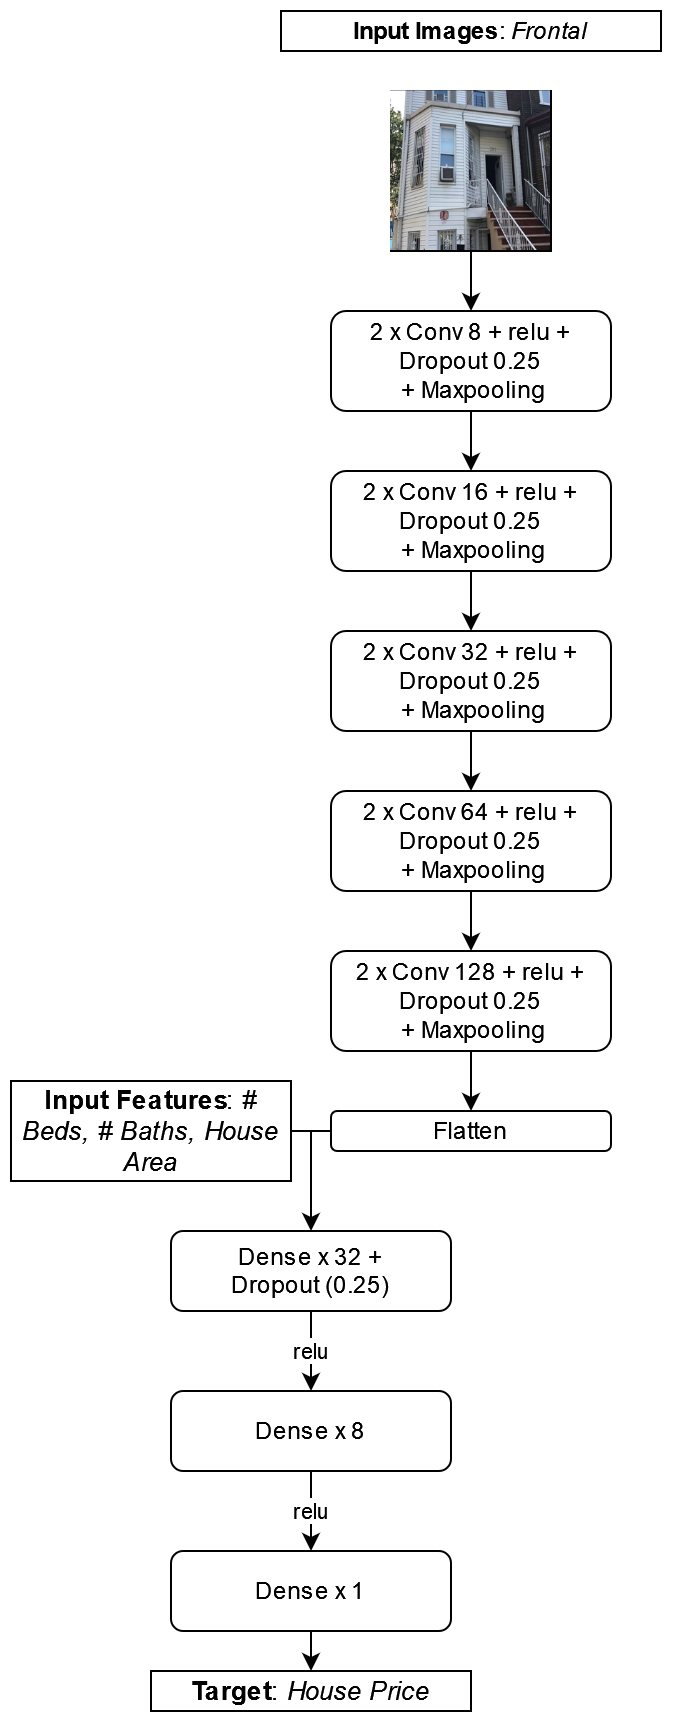 Input Images: Frontal
2 x Conv 8 + relu +
Dropout 0.25
+ Maxpooling
2 x Conv 16 + relu +
Dropout 0.25
+ Maxpooling
2 x Conv 32 + relu +
Dropout 0.25
+ Maxpooling
2 x Conv 64 + relu +
Dropout 0.25
+ Maxpooling
2 x Conv 128 + relu +
Dropout 0.25
+ Maxpooling
Input Features: #
Beds, # Baths, House
Area
Flatten
Dense x 32 +
Dropout (0.25)
relu
Dense x 8
relu
Dense x 1
Target: House Price